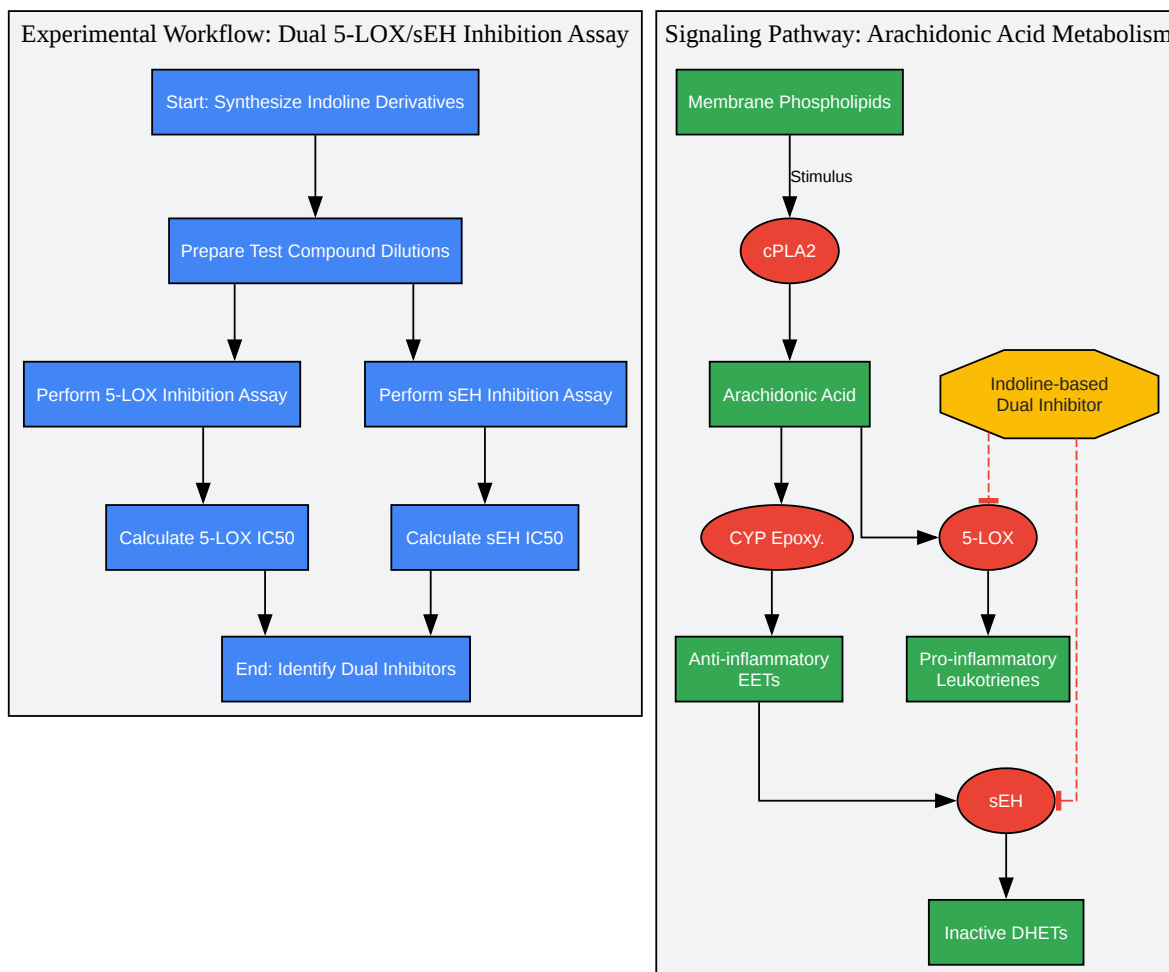 Experimental Workflow: Dual 5-LOX/sEH Inhibition Assay
Start: Synthesize Indoline Derivatives
Prepare Test Compound Dilutions
Perform 5-LOX Inhibition Assay
Perform sEH Inhibition Assay
Calculate 5-LOX IC50
Calculate sEH IC50
End: Identify Dual Inhibitors
Signaling Pathway: Arachidonic Acid Metabolism
Membrane Phospholipids
Stimulus
cPLA2
Arachidonic Acid
Indoline-based
Dual Inhibitor
CYP Epoxy.
5-LOX
Anti-inflammatory
EETs
Pro-inflammatory
Leukotrienes
sEH
Inactive DHETs